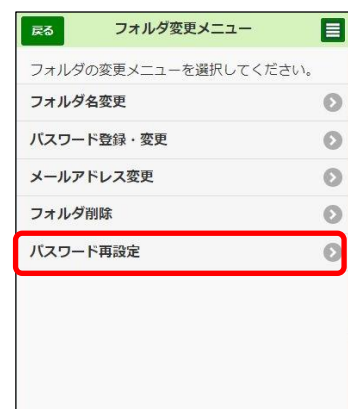 戻る フォルダ変更メニュー
フォルダの変更メニューを選択してください。
フォルダ名変更
パスワード登録・変更
メールアドレス変更
フォルダ削除
パスワード再設定